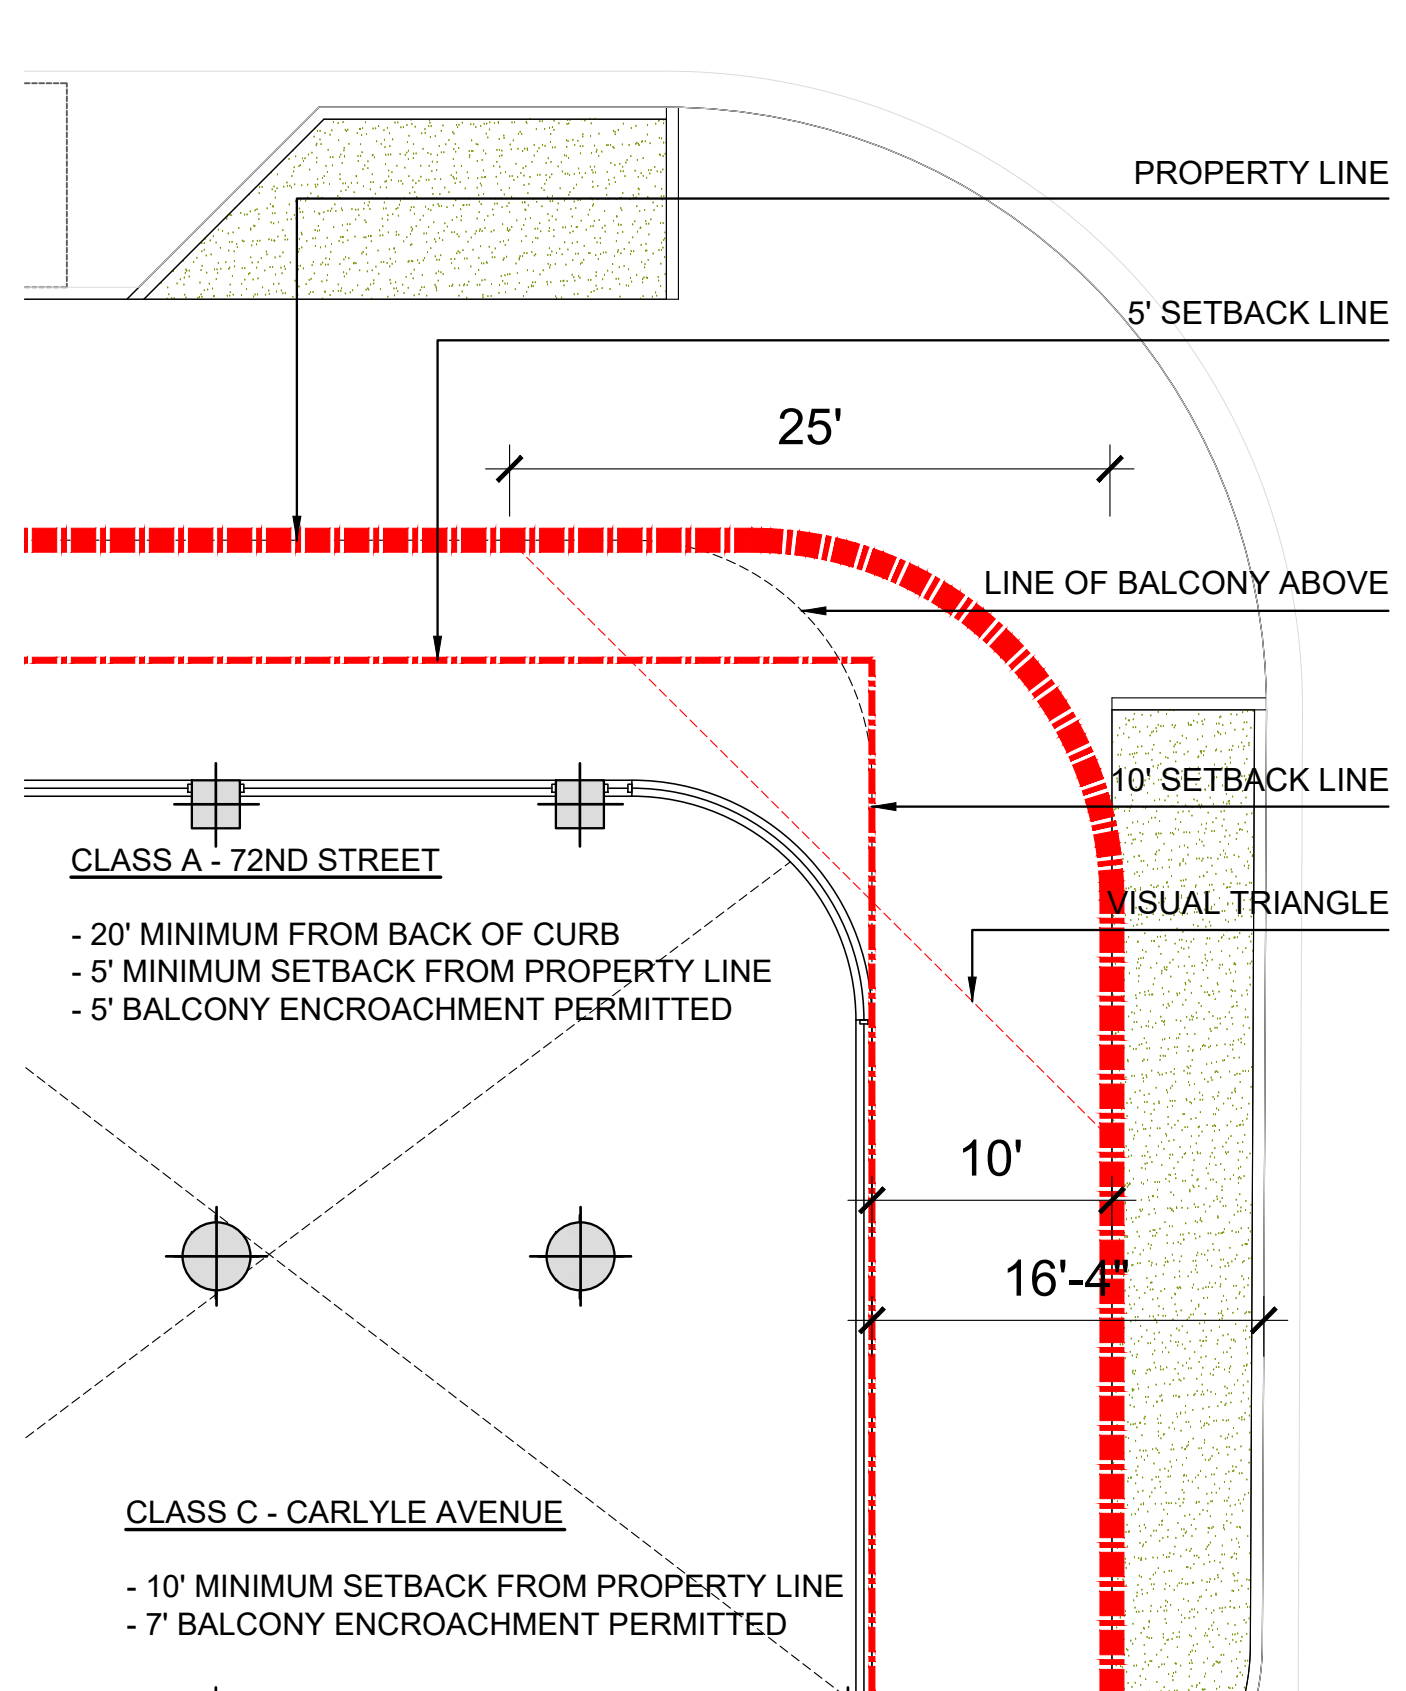 PROPERTY LINE
5' SETBACK LINE
25'
LINE OF BALCONY ABOVE
10' SETBACK LINE
CLASS A - 72ND STREET
VISUAL TRIANGLE
- 20' MINIMUM FROM BACK OF CURB
- 5' MINIMUM SETBACK FROM PROPERTY LINE
- 5' BALCONY ENCROACHMENT PERMITTED
10'
16'-4"
CLASS C - CARLYLE AVENUE
- 10' MINIMUM SETBACK FROM PROPERTY LINE
- 7' BALCONY ENCROACHMENT PERMITTED